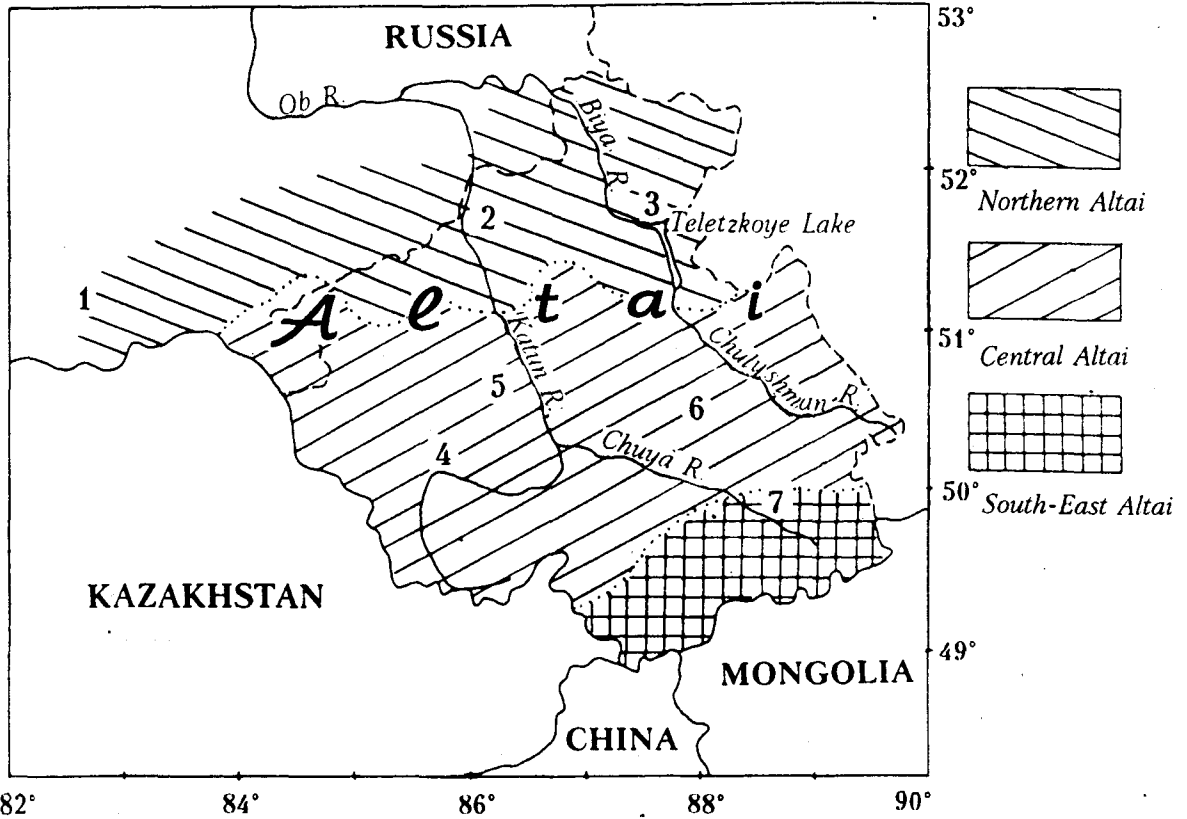 RUSSIA
Ob R.
Biya R.
3
Teletzkoye Lake
2
1
Altai
Katun R.
Chulyshmun R.
5
6
4
Chuya R.
7
KAZAKHSTAN
MONGOLIA
CHINA
53°
52°
51°
50°
49°
82°
84°
86°
88°
90°
Northern Altai
Central Altai
South-East Altai